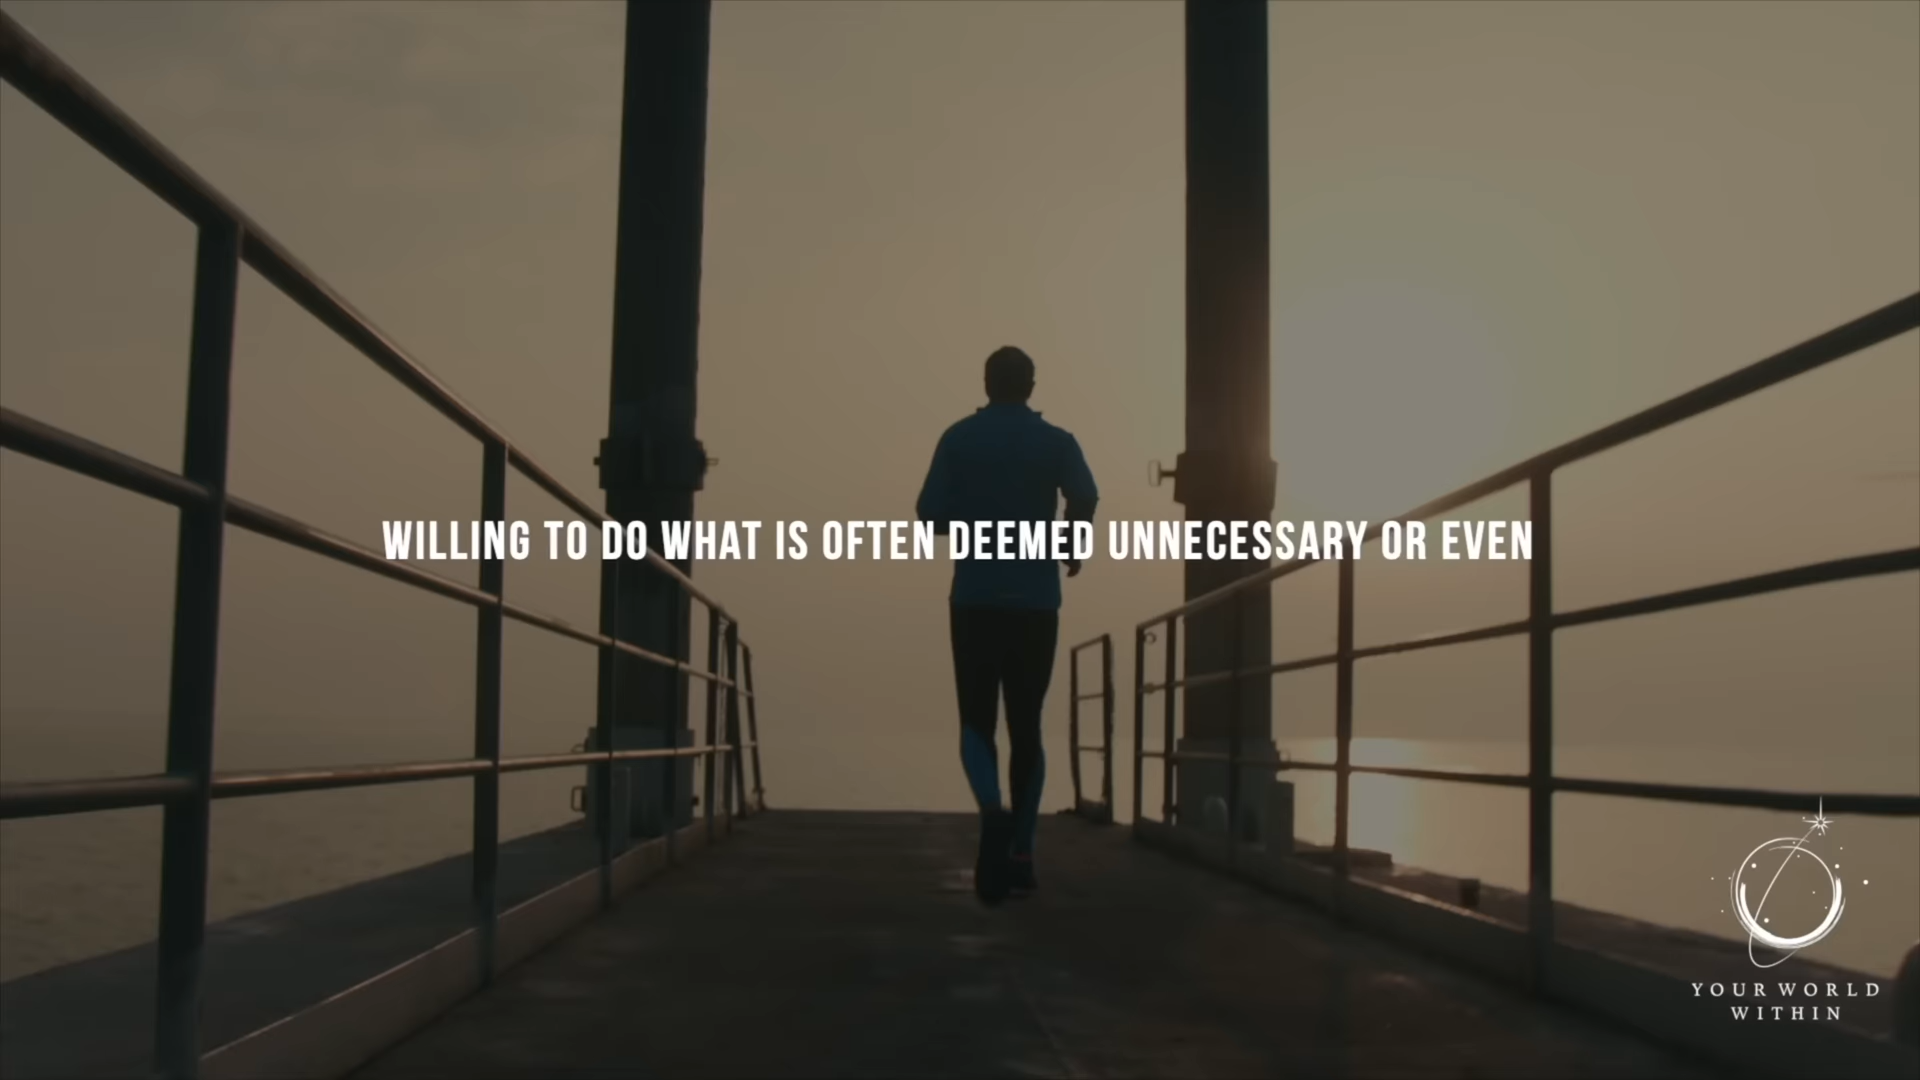 WILLING TO DO WHAT IS OFTEN DEEMED UNNECESSARY OR EVEN
YOUR WORLD
WITHIN